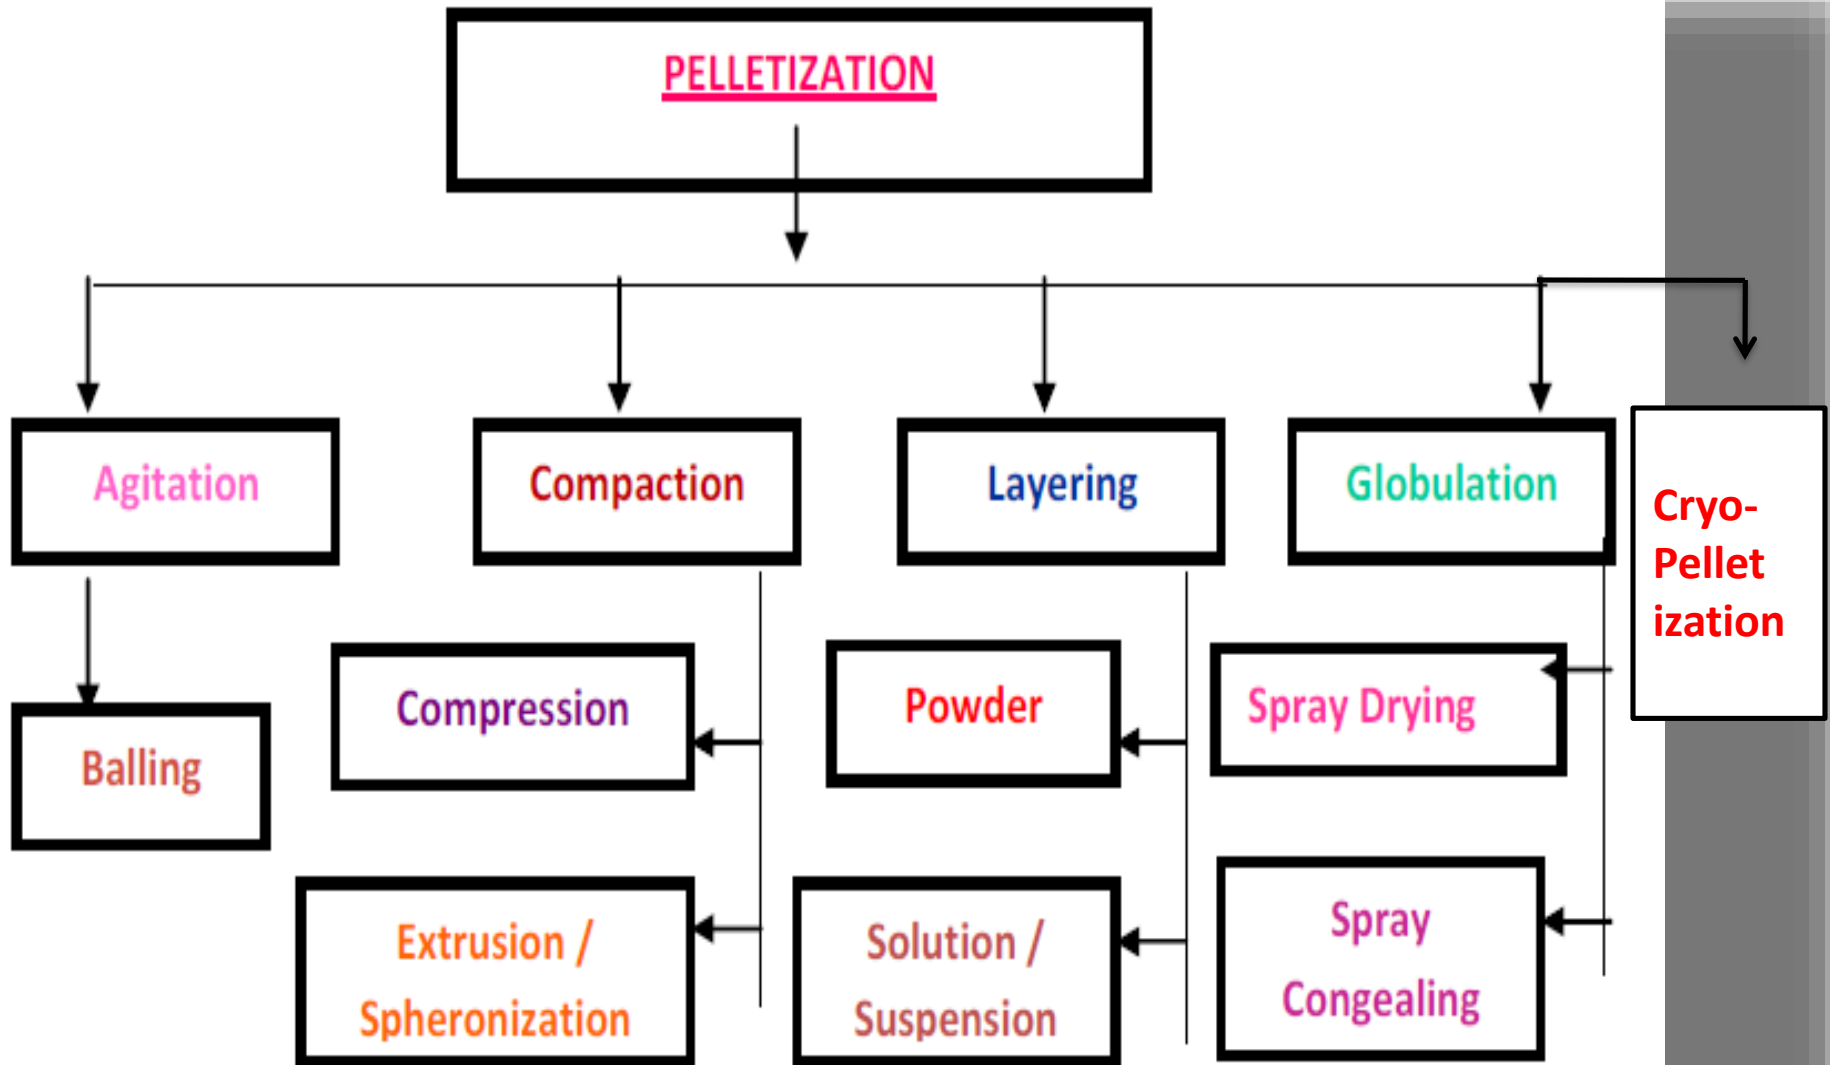 PELLETIZATION
Agitation
Compaction
Layering
Globulation
Cryo-
Pellet
ization
Balling
Compression
Powder
Spray Drying
Extrusion /
Spheronization
Solution /
Suspension
Spray
Congealing